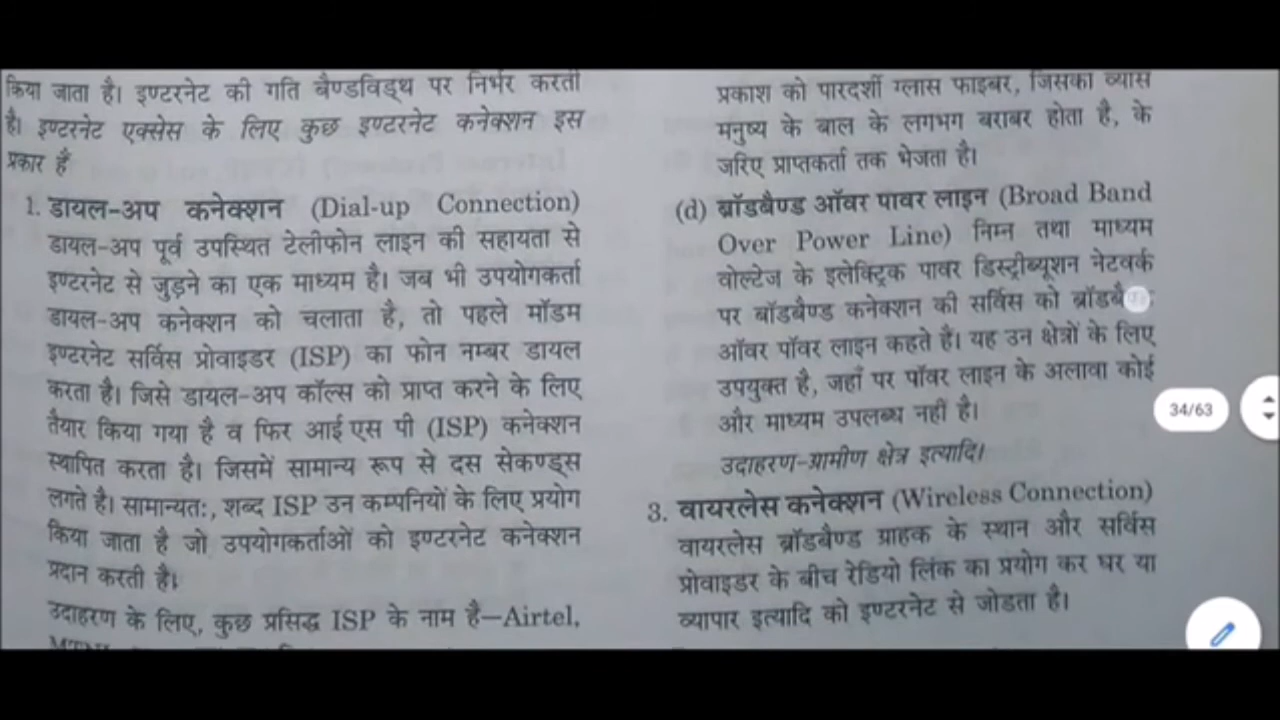 किया जाता है। इण्टरनेट की गति बैण्डविड्थ पर निर्भर करती
है। इण्टरनेट एक्सेस के लिए कुछ इण्टरनेट कनेक्शन इस
प्रकार हैं
1. डायल-अप कनेक्शन (Dial-up Connection)
डायल-अप पूर्व उपस्थित टेलीफोन लाइन की सहायता से
इण्टरनेट से जुड़ने का एक माध्यम है। जब भी उपयोगकर्ता
डायल-अप कनेक्शन को चलाता है, तो पहले मॉडम
इण्टरनेट सर्विस प्रोवाइडर (ISP) का फोन नम्बर डायल
करता है। जिसे डायल-अप कॉल्स को प्राप्त करने के लिए
तैयार किया गया है व फिर आई एस पी (ISP) कनेक्शन
स्थापित करता है। जिसमें सामान्य रूप से दस सेकण्ड्स
लगते है। सामान्यत:, शब्द ISP उन कम्पनियों के लिए प्रयोग
किया जाता है जो उपयोगकर्ताओं को इण्टरनेट कनेक्शन
प्रदान करती है।
उदाहरण के लिए, कुछ प्रसिद्ध ISP के नाम है—Airtel,
प्रकाश को पारदर्शी ग्लास फाइबर, जिसका व्यास
मनुष्य के बाल के लगभग बराबर होता है, के
जरिए प्राप्तकर्ता तक भेजता है।
(d) ब्रॉडबैण्ड ऑवर पावर लाइन (Broad Band
Over Power Line) निम्न तथा माध्यम
वोल्टेज के इलेक्ट्रिक पावर डिस्ट्रीब्यूशन नेटवर्क
पर बॉडबैण्ड कनेक्शन की सर्विस को ब्रॉडबैण्ड
ऑवर पॉवर लाइन कहते है। यह उन क्षेत्रों के लिए
उपयुक्त है, जहाँ पर पॉवर लाइन के अलावा कोई
और माध्यम उपलब्ध नहीं है।
उदाहरण-ग्रामीण क्षेत्र इत्यादि।
3. वायरलेस कनेक्शन (Wireless Connection)
वायरलेस ब्रॉडबैण्ड ग्राहक के स्थान और सर्विस
प्रोवाइडर के बीच रेडियो लिंक का प्रयोग कर घर या
व्यापार इत्यादि को इण्टरनेट से जोडता है।
34/63